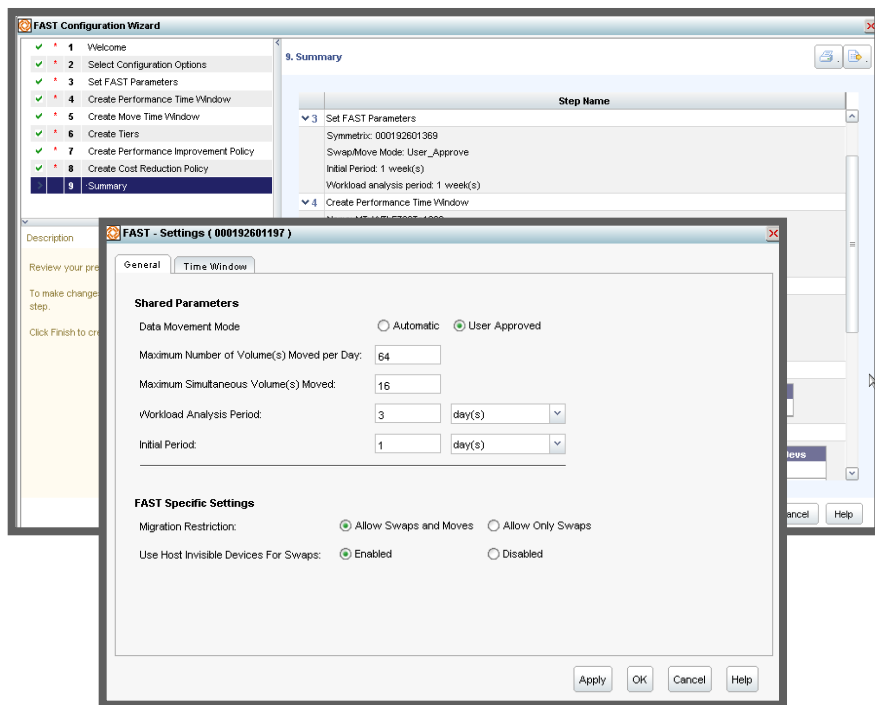 FAST Configuration Wizard
* 1 Welcome
* 2 Select Configuration Options
* 3 Set FAST Parameters
* 4 Create Performance Time Window
* 5 Create Move Time Window
* 6 Create Tiers
* 7 Create Performance Improvement Policy
* 8 Create Cost Reduction Policy
9 Summary
Description
Review your pre
To make changes
step.
Click Finish to cre
9. Summary
Step Name
3 Set FAST Parameters
Symmetrix: 000192601369
Swap/Move Mode: User_Approve
Initial Period: 1 week(s)
Workload analysis period: 1 week(s)
4 Create Performance Time Window
devs
ancel
Help
FAST - Settings ( 000192601197 )
General Time Window
Shared Parameters
Data Movement Mode Automatic User Approved
Maximum Number of Volume(s) Moved per Day: 64
Maximum Simultaneous Volume(s) Moved: 16
Workload Analysis Period: 3 day(s)
Initial Period: 1 day(s)
FAST Specific Settings
Migration Restriction: Allow Swaps and Moves Allow Only Swaps
Use Host Invisible Devices For Swaps: Enabled Disabled
Apply OK Cancel Help